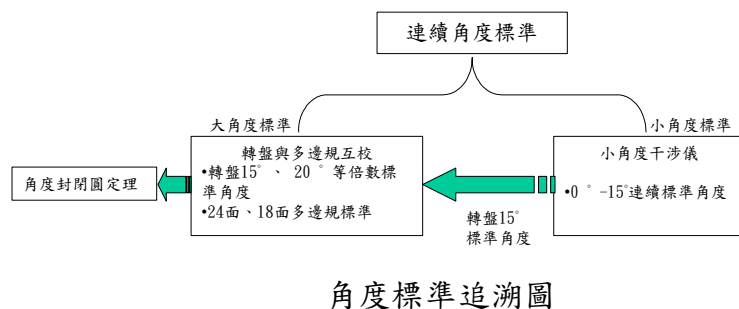 連續角度標準
大角度標準
小角度標準
轉盤與多邊規互校
•轉盤15°、 20 °等倍數標
準角度
•24面、18面多邊規標準
小角度干涉儀
•0 °-15°連續標準角度
角度封閉圓定理
轉盤15°
標準角度
角度標準追溯圖